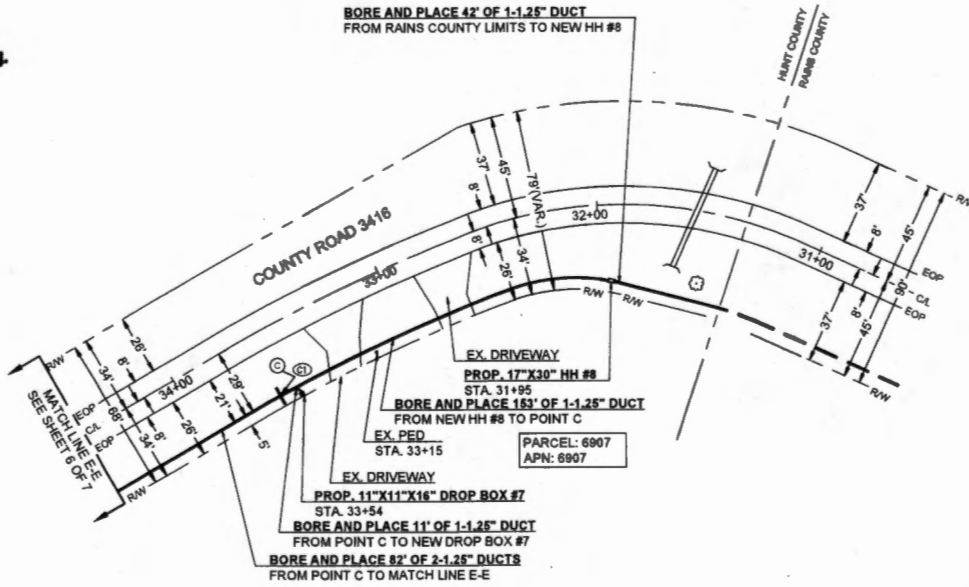 BORE AND PLACE 42' OF 1-1.25" DUCT
FROM RAINS COUNTY LIMITS TO NEW HH #8
HUNT COUNTY
RAINS COUNTY
37'
45'
79'(VAR.)
8'
COUNTY ROAD 3416
32+00
37'
8'
45'
R/W
8'
34'
26'
31+00
EOP
C/L
EOP
90'
33+00
R/W
R/W
37'
8'
45'
R/W
26'
R/W
34'
8'
68'
34+00
29'
21'
C
C1
EX. DRIVEWAY
PROP. 17"X30" HH #8
STA. 31+95
EOP
C/L
EOP
34'
26'
5'
BORE AND PLACE 153' OF 1-1.25" DUCT
FROM NEW HH #8 TO POINT C
MATCH LINE E-E
SEE SHEET 6 OF 7
EX. PED
STA. 33+15
PARCEL: 6907
APN: 6907
R/W
EX. DRIVEWAY
PROP. 11"X11"X16" DROP BOX #7
STA. 33+54
BORE AND PLACE 11' OF 1-1.25" DUCT
FROM POINT C TO NEW DROP BOX #7
BORE AND PLACE 82' OF 2-1.25" DUCTS
FROM POINT C TO MATCH LINE E-E